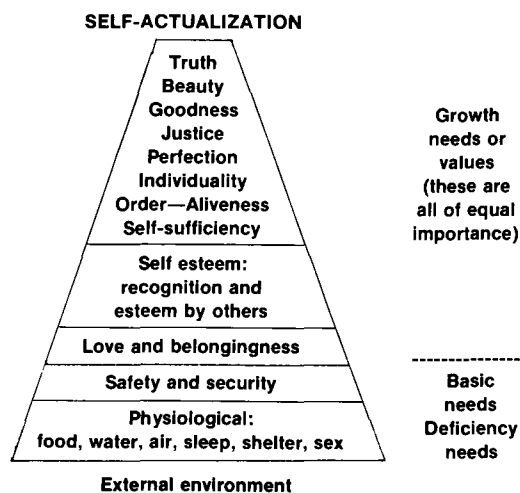 SELF-ACTUALIZATION
Truth
Beauty
Goodness
Justice
Perfection
Individuality
Order—Aliveness
Self-sufficiency
Growth
needs or
values
(these are
all of equal
importance)
Self esteem:
recognition and
esteem by others
Love and belongingness
Safety and security
Physiological:
food, water, air, sleep, shelter, sex
Basic
needs
Deficiency
needs
External environment